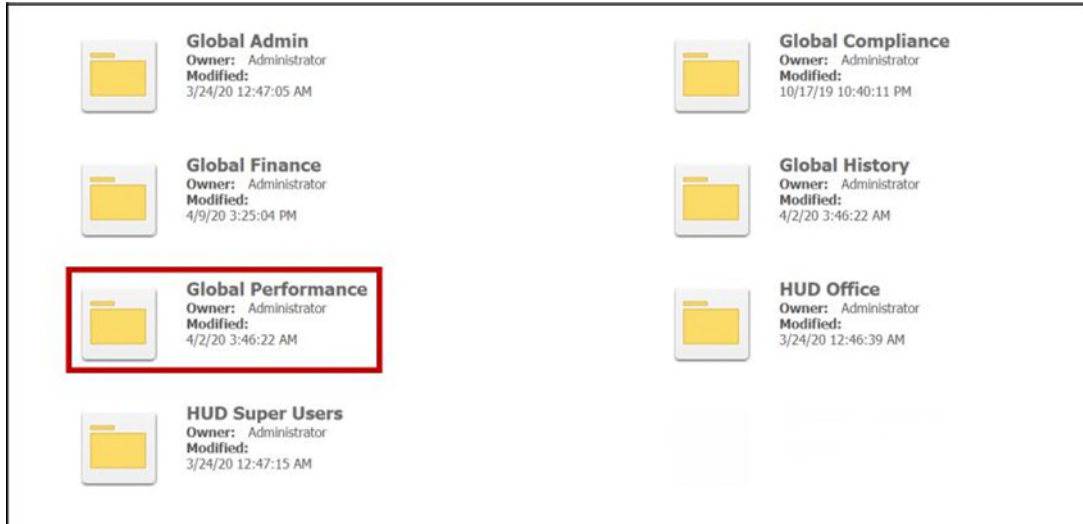 Global Admin
Owner: Administrator
Modified:
3/24/20 12:47:05 AM
Global Compliance
Owner: Administrator
Modified:
10/17/19 10:40:11 PM
Global Finance
Owner: Administrator
Modified:
4/9/20 3:25:04 PM
Global History
Owner: Administrator
Modified:
4/2/20 3:46:22 AM
Global Performance
Owner: Administrator
Modified:
4/2/20 3:46:22 AM
HUD Office
Owner: Administrator
Modified:
3/24/20 12:46:39 AM
HUD Super Users
Owner: Administrator
Modified:
3/24/20 12:47:15 AM